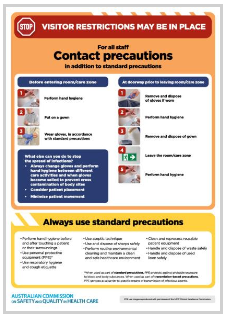 STOP
VISITOR RESTRICTIONS MAY BE IN PLACE
For all staff
Contact precautions
in addition to standard precautions
Before entering room/care zone
1
Perform hand hygiene
2
Put on a gown
3
Wear gloves, in accordance
with standard precautions
What else can you do to stop
the spread of infections?
• Always change gloves and perform
hand hygiene between different
care activities and when gloves
become soiled to prevent cross
contamination of body sites
• Consider patient placement
• Minimise patient movement
At doorway prior to leaving room/care zone
1
Remove and dispose
of gloves if worn
2
Perform hand hygiene
3
Remove and dispose of gown
4
Leave the room/care zone
5
Perform hand hygiene
Always use standard precautions
• Perform hand hygiene before
and after touching a patient
or their surroundings
• Use personal protective
equipment (PPE)*
• Use respiratory hygiene
and cough etiquette
• Use aseptic technique
• Use and dispose of sharps safely
• Perform routine environmental
cleaning and maintain a clean
and safe healthcare environment
• Clean and reprocess reusable
patient equipment
• Handle and dispose of waste safely
• Handle and dispose of used
linen safely
AUSTRALIAN COMMISSION
ON SAFETY AND QUALITY IN HEALTH CARE